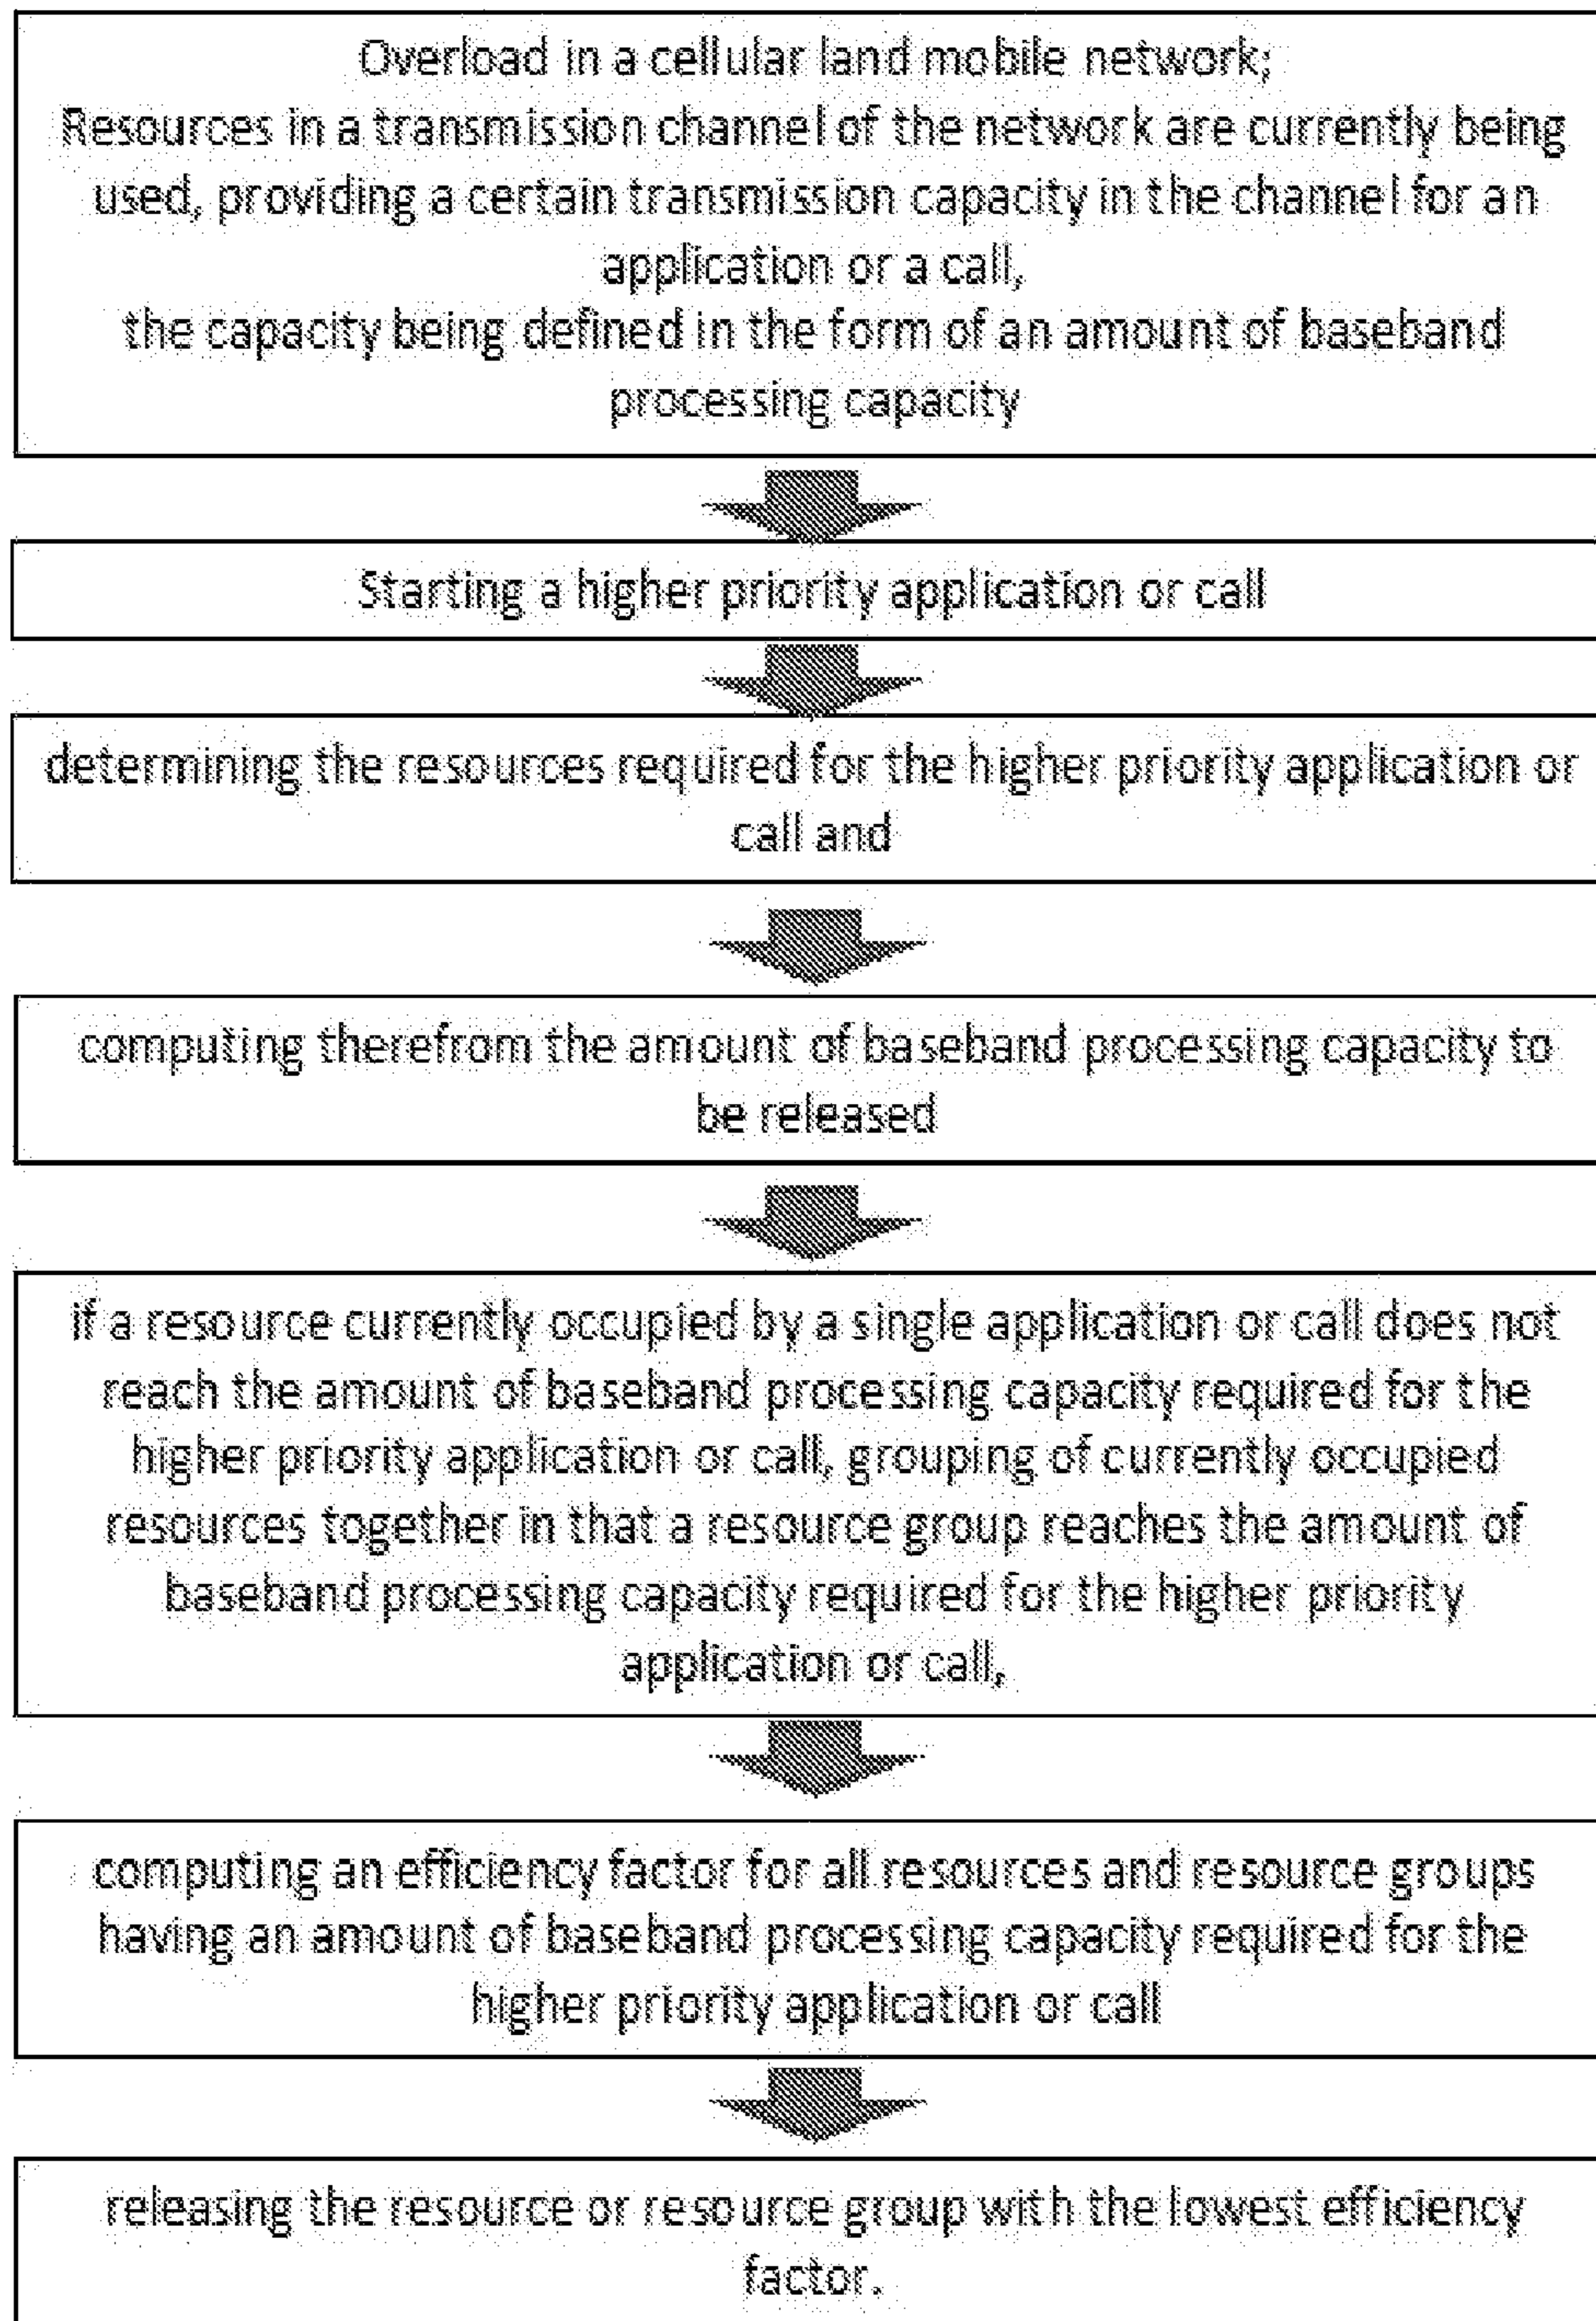 Overload in a cellular land mobile network;
Resources in a transmission channel of the network are currently being
used, providing a certain transmission capacity in the channel for an
application or a call,
the capacity being defined in the form of an amount of baseband
processing capacity
Starting a higher priority application or call
determining the resources required for the higher priority application or
call and
computing therefrom the amount of baseband processing capacity to
be released
if a resource currently occupied by a single application or call does not
reach the amount of baseband processing capacity required for the
higher priority application or call, grouping of currently occupied
resources together in that a resource group reaches the amount of
baseband processing capacity required for the higher priority
application or call,
computing an efficiency factor for all resources and resource groups
having an amount of baseband processing capacity required for the
higher priority application or call
releasing the resource or resource group with the lowest efficiency
factor.